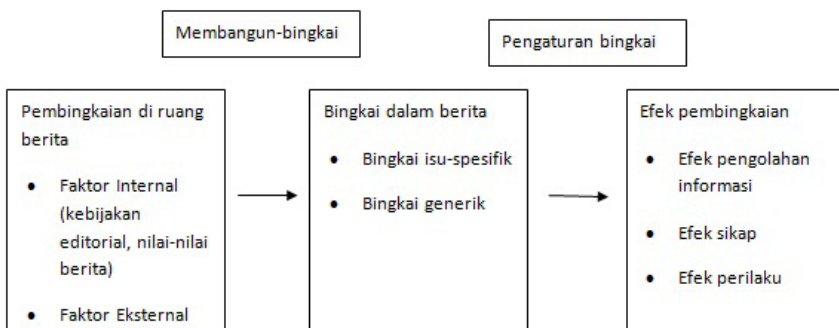 Membangun-bingkai
Pengaturan bingkai
Pembingkaian di ruang
berita
• Faktor Internal
(kebijakan
editorial, nilai-nilai
berita)
• Faktor Eksternal
Bingkai dalam berita
• Bingkai isu-spesifik
• Bingkai generik
Efek pembingkaian
• Efek pengolahan
informasi
• Efek sikap
• Efek perilaku